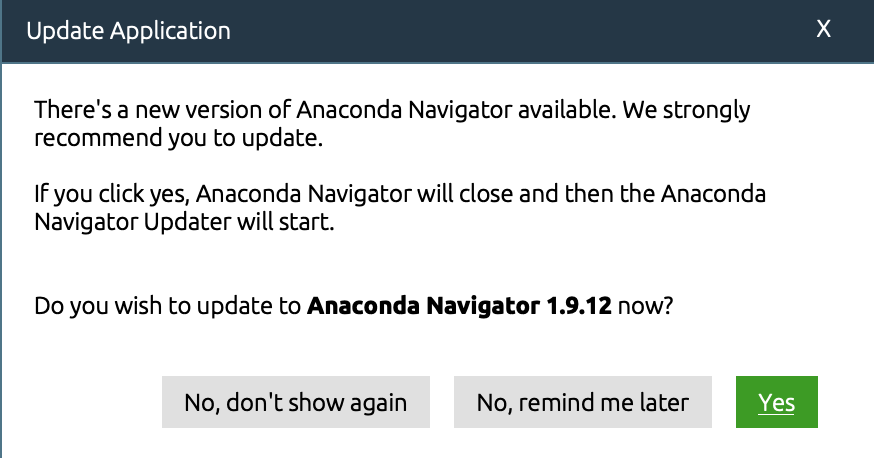 Update Application X
There's a new version of Anaconda Navigator available. We strongly
recommend you to update.
If you click yes, Anaconda Navigator will close and then the Anaconda
Navigator Updater will start.
Do you wish to update to Anaconda Navigator 1.9.12 now?
No, don't show again No, remind me later Yes